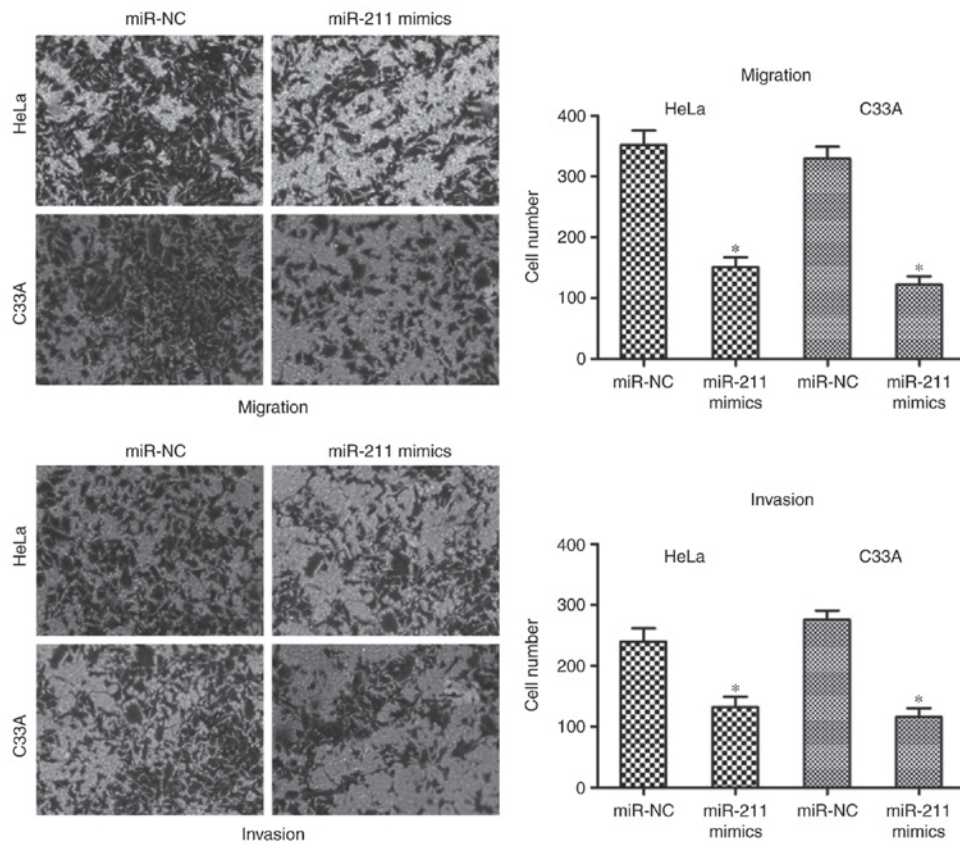 miR-NC
miR-211 mimics
HeLa
C33A
Migration
Migration
HeLa
C33A
Cell number
400
300
200
100
0
*
*
miR-NC
miR-211
mimics
miR-NC
miR-211
mimics
miR-NC
miR-211 mimics
HeLa
C33A
Invasion
Invasion
HeLa
C33A
Cell number
400
300
200
100
0
*
*
miR-NC
miR-211
mimics
miR-NC
miR-211
mimics